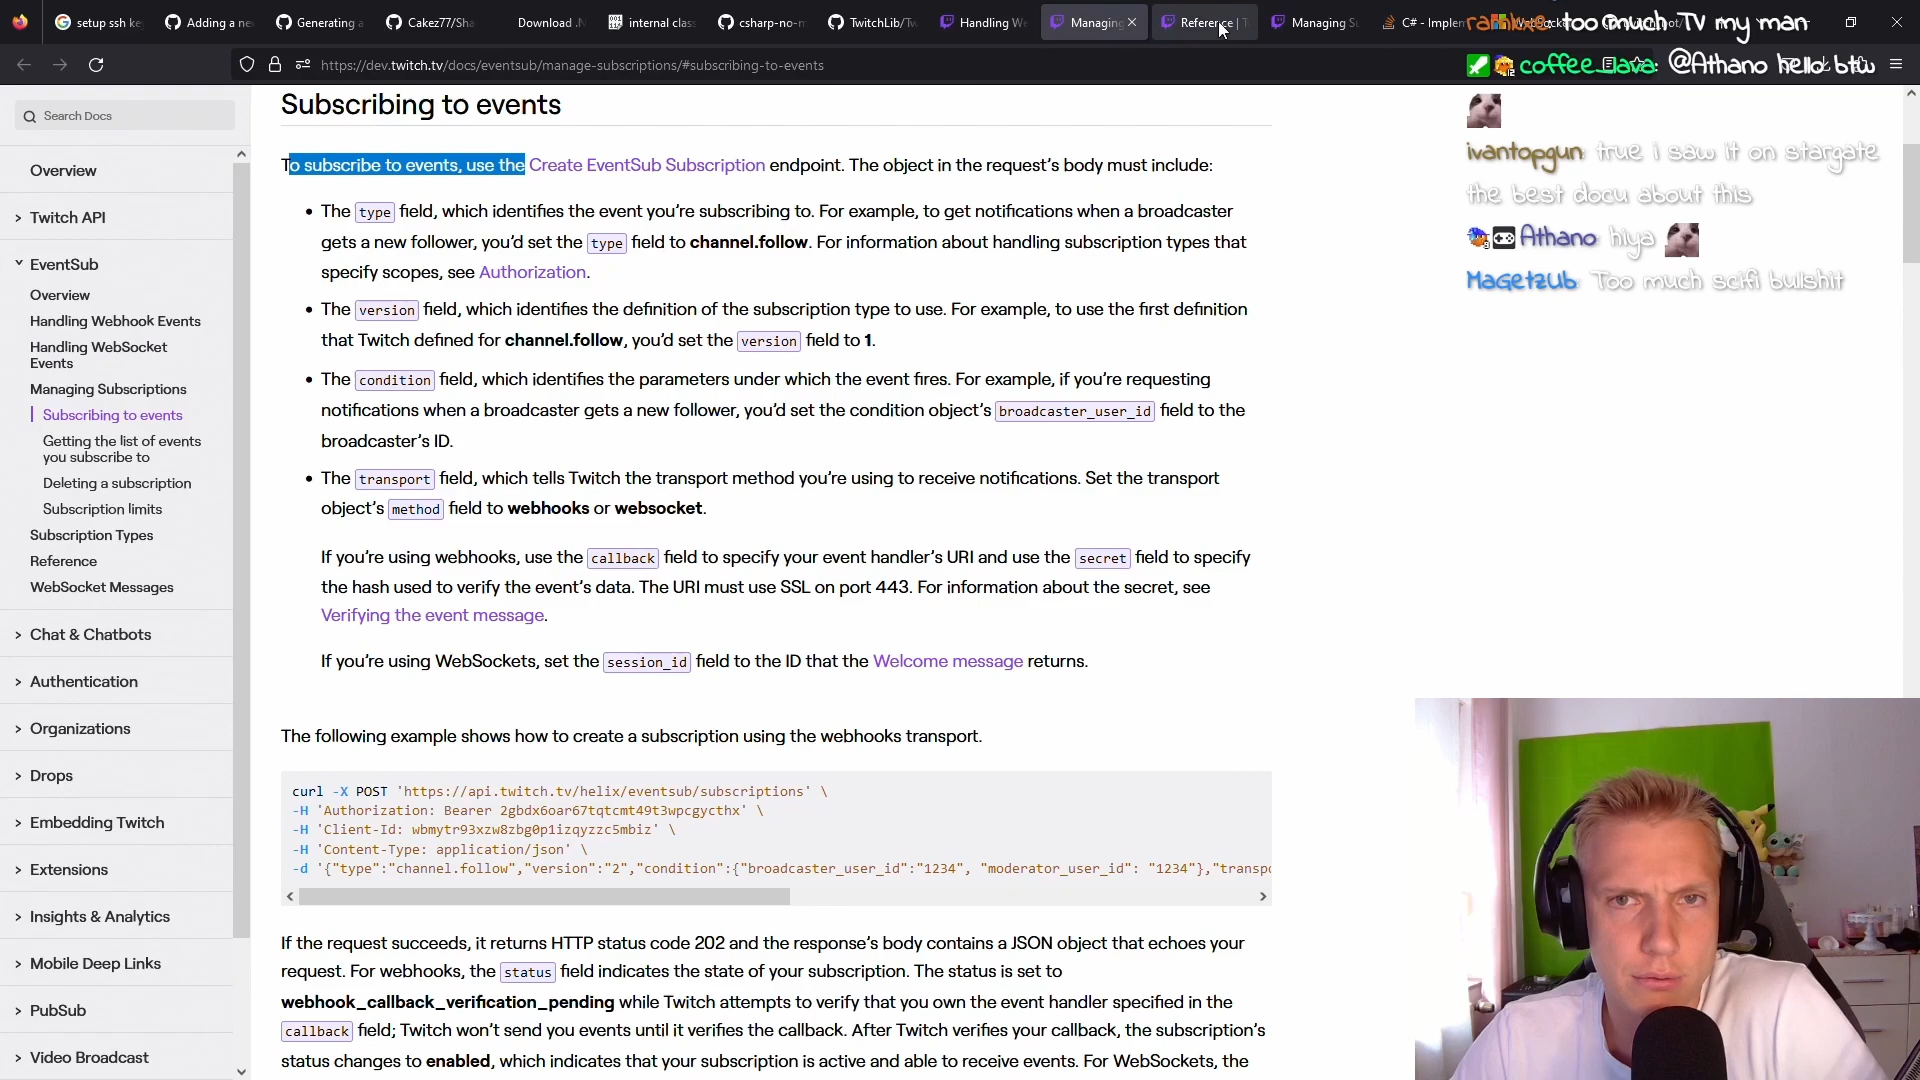 setup ssh ke
Adding a ne
Generating a
Cakez77/Sha
Download .N
internal clas
csharp-no-m
TwitchLib/Tw
Handling We
Managing
Reference | T
Managing Su
C# - Implem
https://dev.twitch.tv/docs/eventsub/manage-subscriptions/#subscribing-to-events
too much TV my man
coffee_lava: @Athano hello btw
ivantopgun: true i saw it on stargate
the best docu about this
Athano hiya
MaGetzUb: Too much scifi bullshit
Search Docs
Overview
Twitch API
EventSub
Overview
Handling Webhook Events
Handling WebSocket
Events
Managing Subscriptions
Subscribing to events
Getting the list of events
you subscribe to
Deleting a subscription
Subscription limits
Subscription Types
Reference
WebSocket Messages
Chat & Chatbots
Authentication
Organizations
Drops
Embedding Twitch
Extensions
Insights & Analytics
Mobile Deep Links
PubSub
Video Broadcast
Subscribing to events
To subscribe to events, use the Create EventSub Subscription endpoint. The object in the request's body must include:
• The type field, which identifies the event you're subscribing to. For example, to get notifications when a broadcaster
gets a new follower, you'd set the type field to channel.follow. For information about handling subscription types that
specify scopes, see Authorization.
• The version field, which identifies the definition of the subscription type to use. For example, to use the first definition
that Twitch defined for channel.follow, you'd set the version field to 1.
• The condition field, which identifies the parameters under which the event fires. For example, if you're requesting
notifications when a broadcaster gets a new follower, you'd set the condition object's broadcaster_user_id field to the
broadcaster's ID.
• The transport field, which tells Twitch the transport method you're using to receive notifications. Set the transport
object's method field to webhooks or websocket.
If you're using webhooks, use the callback field to specify your event handler's URI and use the secret field to specify
the hash used to verify the event's data. The URI must use SSL on port 443. For information about the secret, see
Verifying the event message.
If you're using WebSockets, set the session_id field to the ID that the Welcome message returns.
The following example shows how to create a subscription using the webhooks transport.
curl -X POST 'https://api.twitch.tv/helix/eventsub/subscriptions' \
-H 'Authorization: Bearer 2gbdx6oar67tqtcmt49t3wpcgycthx' \
-H 'Client-Id: wbmytr93xzw8zbg0p1izqyzzc5mbiz' \
-H 'Content-Type: application/json' \
-d '{"type":"channel.follow","version":"2","condition":{"broadcaster_user_id":"1234", "moderator_user_id": "1234"},"transpo
If the request succeeds, it returns HTTP status code 202 and the response's body contains a JSON object that echoes your
request. For webhooks, the status field indicates the state of your subscription. The status is set to
webhook_callback_verification_pending while Twitch attempts to verify that you own the event handler specified in the
callback field; Twitch won't send you events until it verifies the callback. After Twitch verifies your callback, the subscription's
status changes to enabled, which indicates that your subscription is active and able to receive events. For WebSockets, the